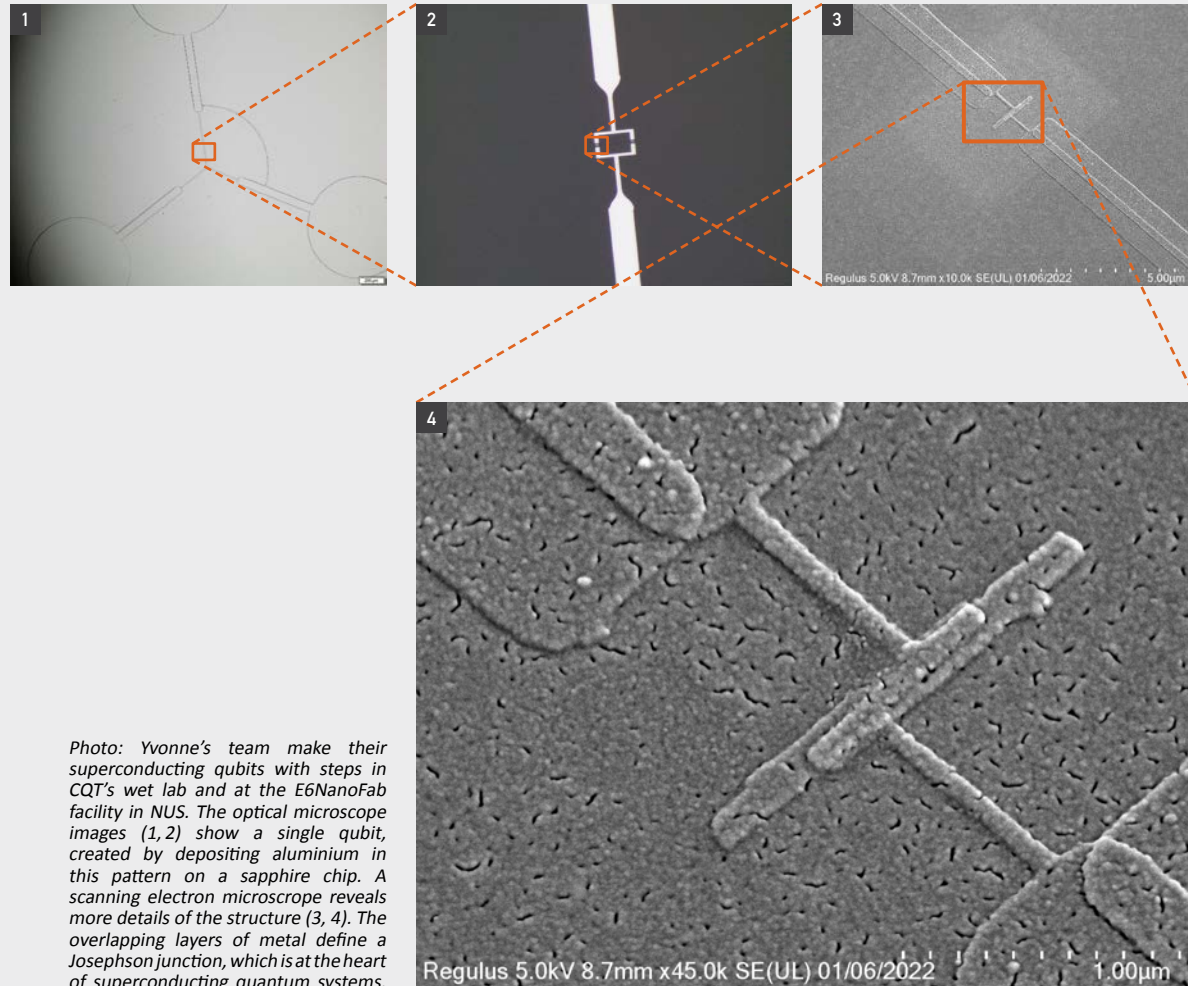 1
2
3
Regulus 5.0kV 8.7mm x10.0k SE(UL) 01/06/2022
5.00µm
4
Photo: Yvonne's team make their
superconducting qubits with steps in
CQT's wet lab and at the E6NanoFab
facility in NUS. The optical microscope
images (1, 2) show a single qubit,
created by depositing aluminium in
this pattern on a sapphire chip. A
scanning electron microscrope reveals
more details of the structure (3, 4). The
overlapping layers of metal define a
Josephson junction, which is at the heart
of superconducting quantum systems.
Regulus 5.0kV 8.7mm x45.0k SE(UL) 01/06/2022
1.00µm